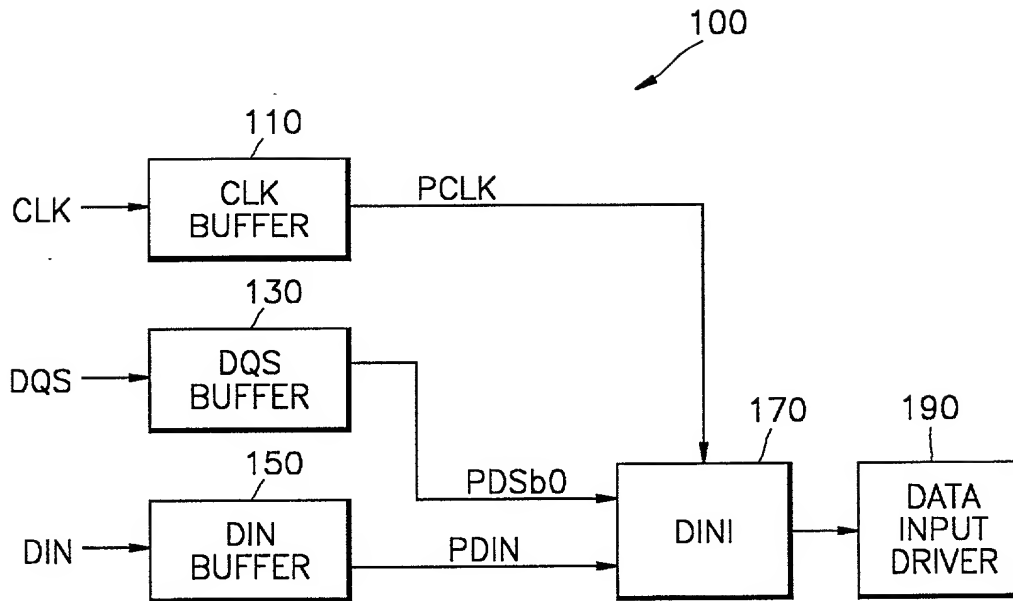 100
110
CLK
CLK
BUFFER
PCLK
130
DQS
DQS
BUFFER
PDSb0
150
DIN
DIN
BUFFER
PDIN
170
DINI
190
DATA
INPUT
DRIVER